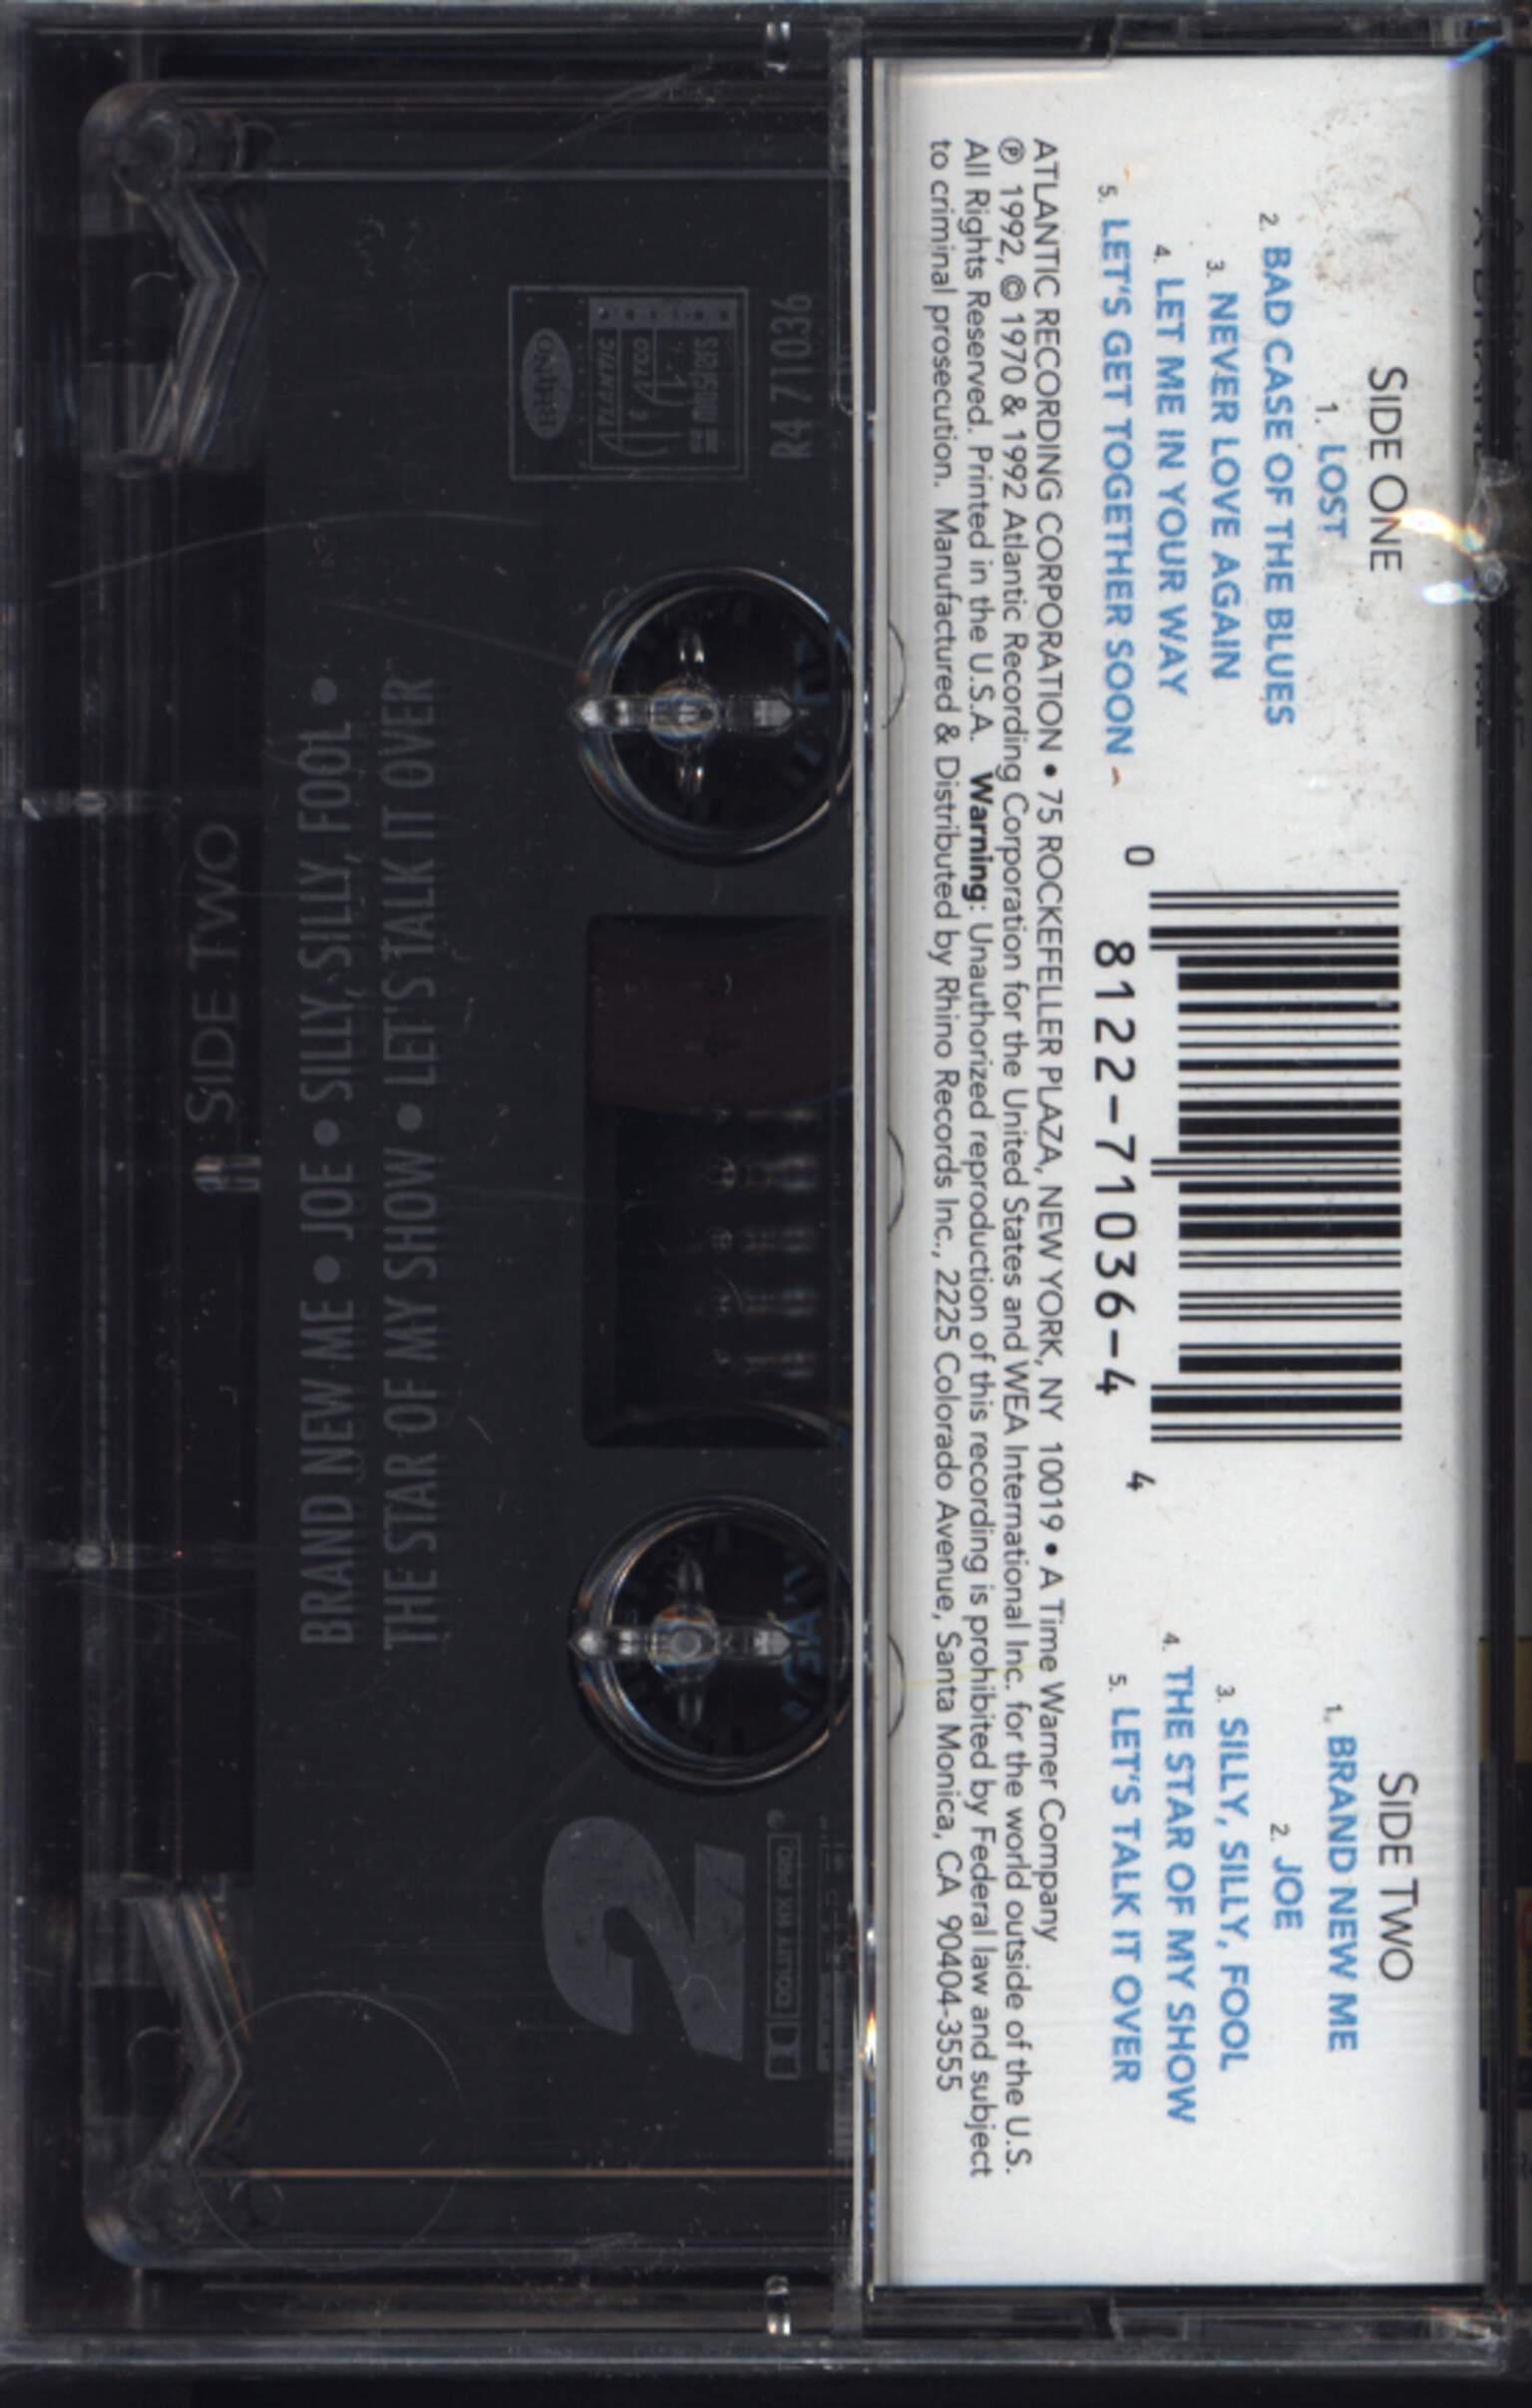 SIDE ONE
1. LOST
2. BAD CASE OF THE BLUES
3. NEVER LOVE AGAIN
4. LET ME IN YOUR WAY
5. LET'S GET TOGETHER SOON
0 8122-71036-4 4
SIDE TWO
1. BRAND NEW ME
2. JOE
3. SILLY, SILLY, FOOL
4. THE STAR OF MY SHOW
5. LET'S TALK IT OVER
ATLANTIC RECORDING CORPORATION • 75 ROCKEFELLER PLAZA, NEW YORK, NY 10019 • A Time Warner Company
℗ 1992, © 1970 & 1992 Atlantic Recording Corporation for the United States and WEA International Inc. for the world outside of the U.S.
All Rights Reserved. Printed in the U.S.A. Warning: Unauthorized reproduction of this recording is prohibited by Federal law and subject
to criminal prosecution. Manufactured & Distributed by Rhino Records Inc., 2225 Colorado Avenue, Santa Monica, CA 90404-3555
R4 71036
MASTERS
ATCO
ATLANTIC
RHINO
2
DOLBY HX PRO
THE STAR OF MY SHOW • LET'S TALK IT OVER
BRAND NEW ME • JOE • SILLY, SILLY, FOOL •
SIDE TWO